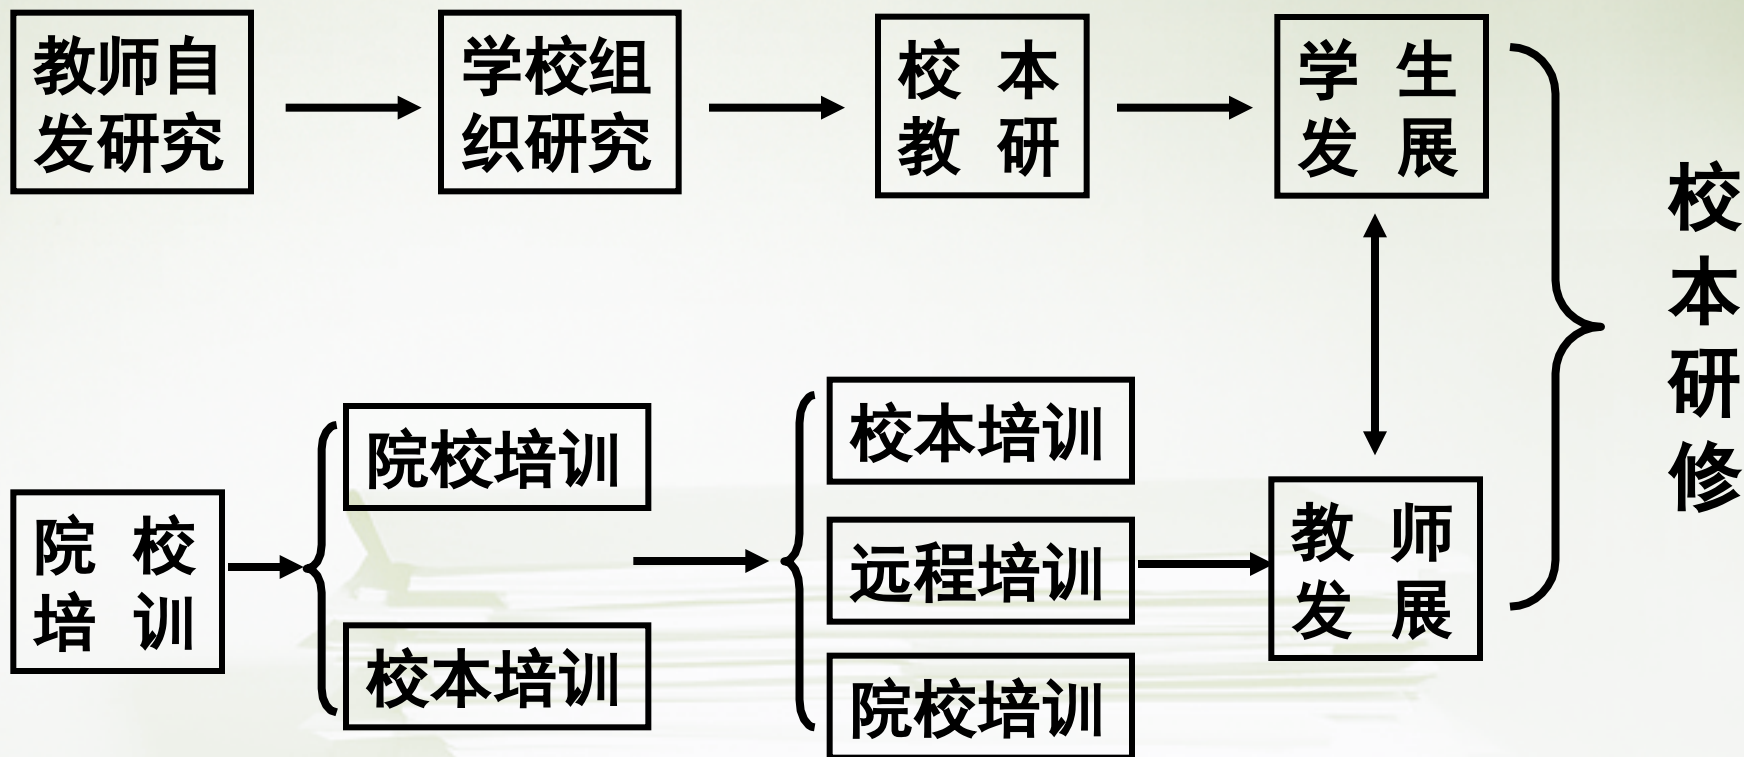 教师自
发研究
学校组
织研究
校 本
教 研
学 生
发 展
校
本
研
修
院 校
培 训
院校培训
校本培训
校本培训
远程培训
院校培训
教 师
发 展